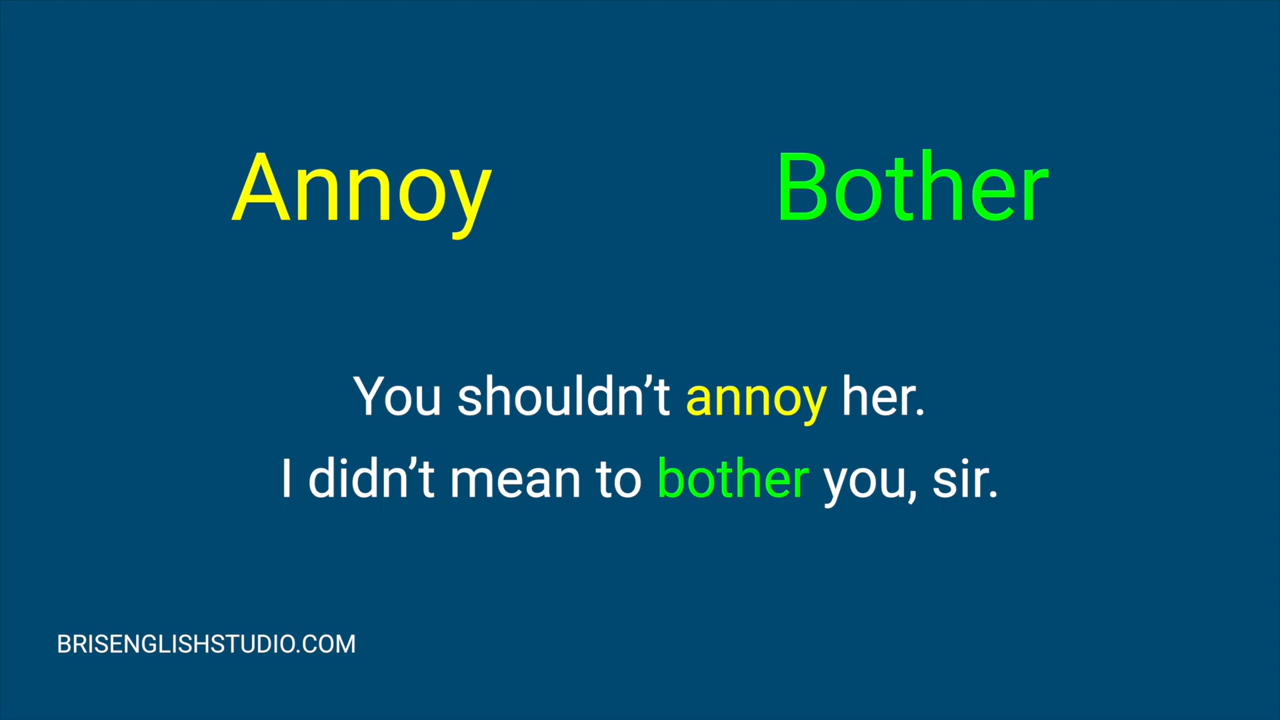 Annoy Bother
You shouldn’t annoy her.
I didn’t mean to bother you, sir.
BRISENGLISHSTUDIO.COM